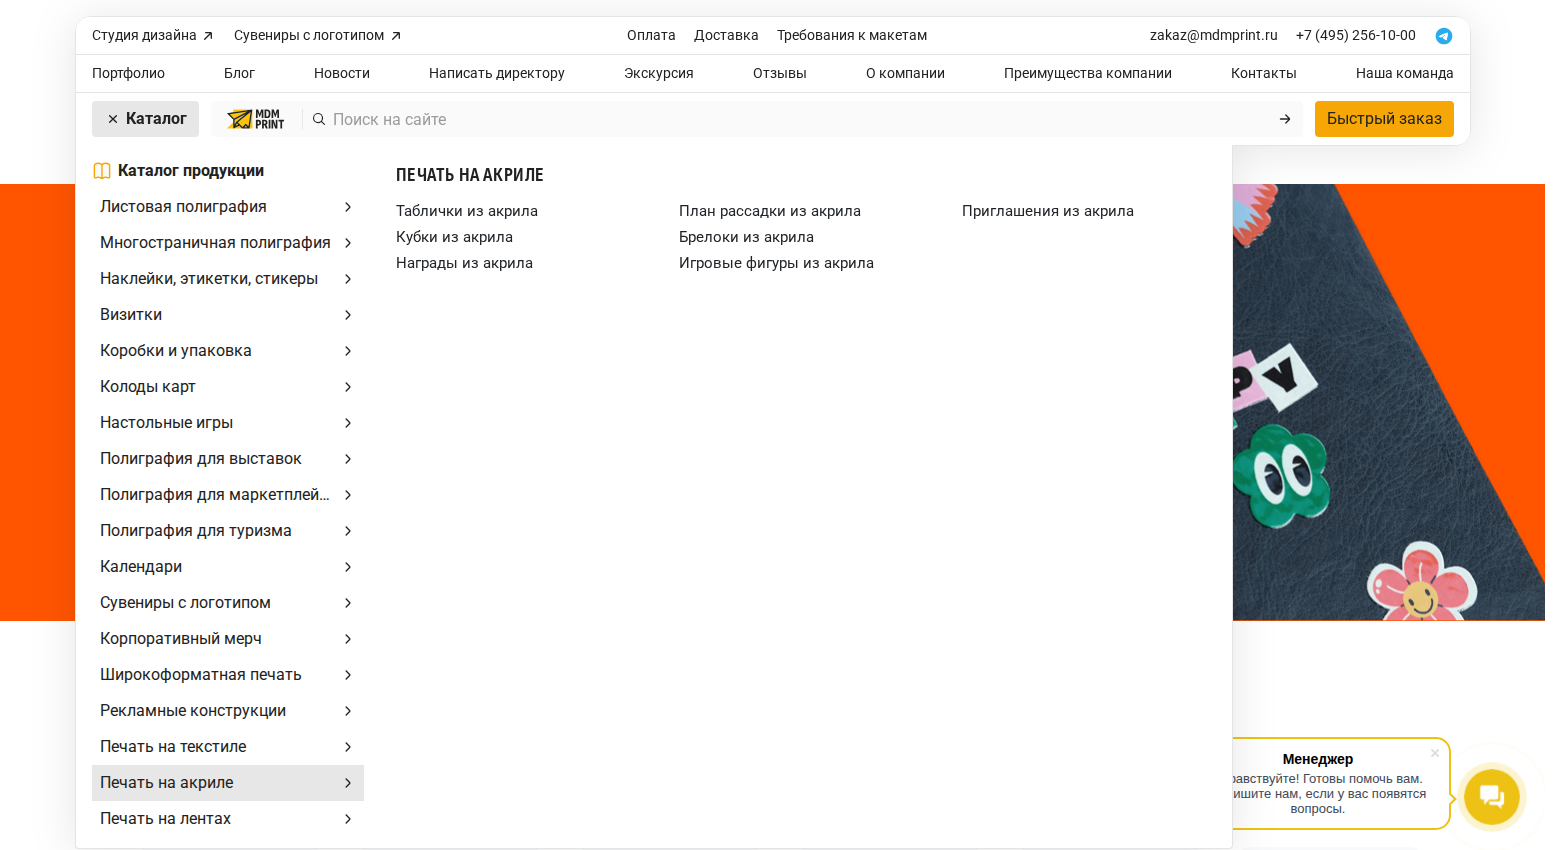 Студия дизайна Сувениры с логотипом Оплата Доставка Требования к макетам zakaz@mdmprint.ru +7 (495) 256-10-00
Портфолио Блог Новости Написать директору Экскурсия Отзывы О компании Преимущества компании Контакты Наша команда
Каталог MDM PRINT Поиск на сайте Быстрый заказ
Каталог продукции
Листовая полиграфия
Многостраничная полиграфия
Наклейки, этикетки, стикеры
Визитки
Коробки и упаковка
Колоды карт
Настольные игры
Полиграфия для выставок
Полиграфия для маркетплей...
Полиграфия для туризма
Календари
Сувениры с логотипом
Корпоративный мерч
Широкоформатная печать
Рекламные конструкции
Печать на текстиле
Печать на акриле
Печать на лентах
ПЕЧАТЬ НА АКРИЛЕ
Таблички из акрила План рассадки из акрила Приглашения из акрила
Кубки из акрила Брелоки из акрила
Награды из акрила Игровые фигуры из акрила
Менеджер
Готовы помочь вам.
нам, если у вас появятся
вопросы.